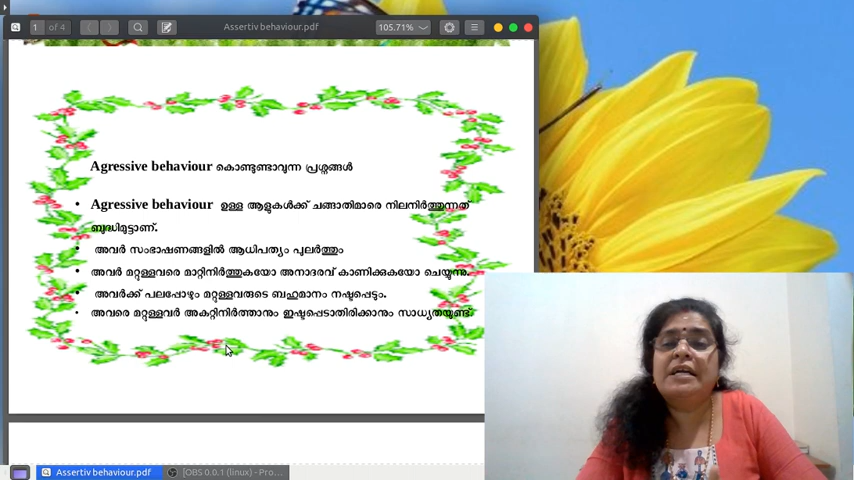 1 of 4
Assertiv behaviour.pdf
105.71%
Agressive behaviour കൊണ്ടുണ്ടാവുന്ന പ്രശ്നങ്ങൾ
• Agressive behaviour ഉള്ള ആളുകൾക്ക് ചങ്ങാതിമാരെ നിലനിർത്തുന്നത്
ബുദ്ധിമുട്ടാണ്.
• അവർ സംഭാഷണങ്ങളിൽ ആധിപത്യം പുലർത്തും
• അവർ മറ്റുള്ളവരെ മാറ്റിനിർത്തുകയോ അനാദരവ് കാണിക്കുകയോ ചെയ്യുന്നു.
• അവർക്ക് പലപ്പോഴും മറ്റുള്ളവരുടെ ബഹുമാനം നഷ്ടപ്പെടും.
• അവരെ മറ്റുള്ളവർ അകറ്റിനിർത്താനും ഇഷ്ടപ്പെടാതിരിക്കാനും സാധ്യതയുണ്ട്
Assertiv behaviour.pdf
[OBS 0.0.1 (linux) - Pro...